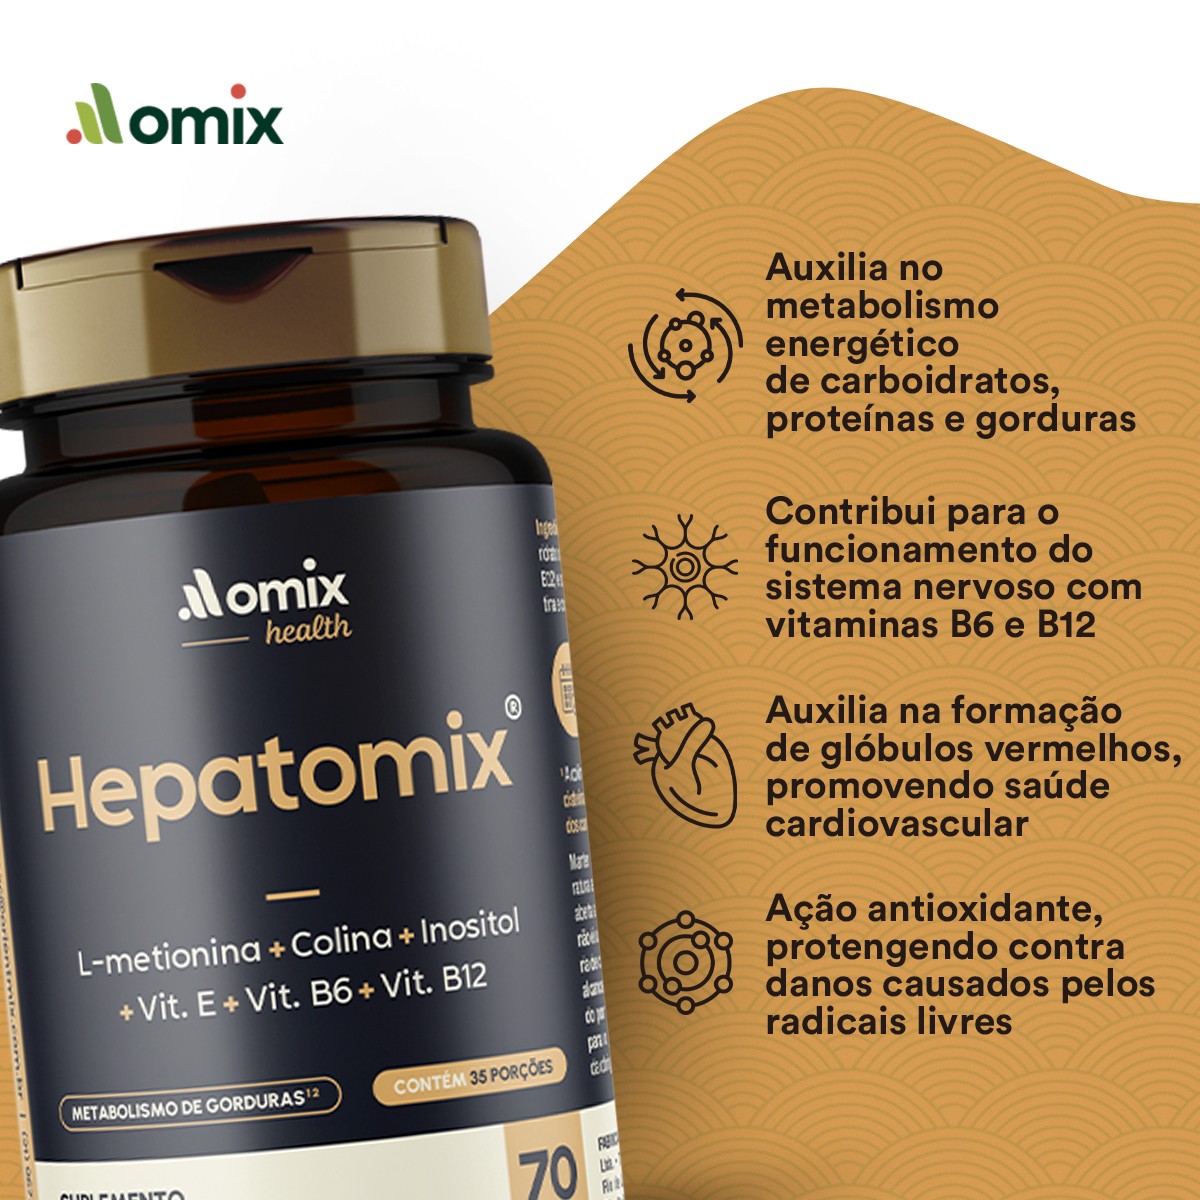 omix
Auxilia no
metabolismo
energético
de carboidratos,
proteínas e gorduras
Contribui para o
funcionamento do
sistema nervoso com
vitaminas B6 e B12
Auxilia na formação
de glóbulos vermelhos,
promovendo saúde
cardiovascular
Ação antioxidante,
protengendo contra
danos causados pelos
radicais livres
omix
health
Hepatomix®
L-metionina + Colina + Inositol
+ Vit. E + Vit. B6 + Vit. B12
METABOLISMO DE GORDURAS¹²
CONTÉM 35 PORÇÕES
SUPLEMENTO
70